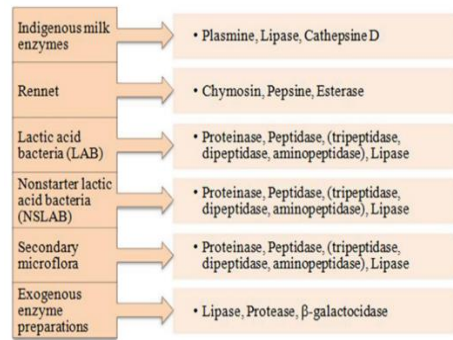 Indigenous milk
enzymes
• Plasmine, Lipase, Cathepsine D
Rennet
• Chymosin, Pepsine, Esterase
Lactic acid
bacteria (LAB)
• Proteinase, Peptidase, (tripeptidase,
dipeptidase, aminopeptidase), Lipase
Nonstarter lactic
acid bacteria
(NSLAB)
• Proteinase, Peptidase, (tripeptidase,
dipeptidase, aminopeptidase), Lipase
Secondary
microflora
• Proteinase, Peptidase, (tripeptidase,
dipeptidase, aminopeptidase), Lipase
Exogenous
enzyme
preparations
• Lipase, Protease, β-galactocidase